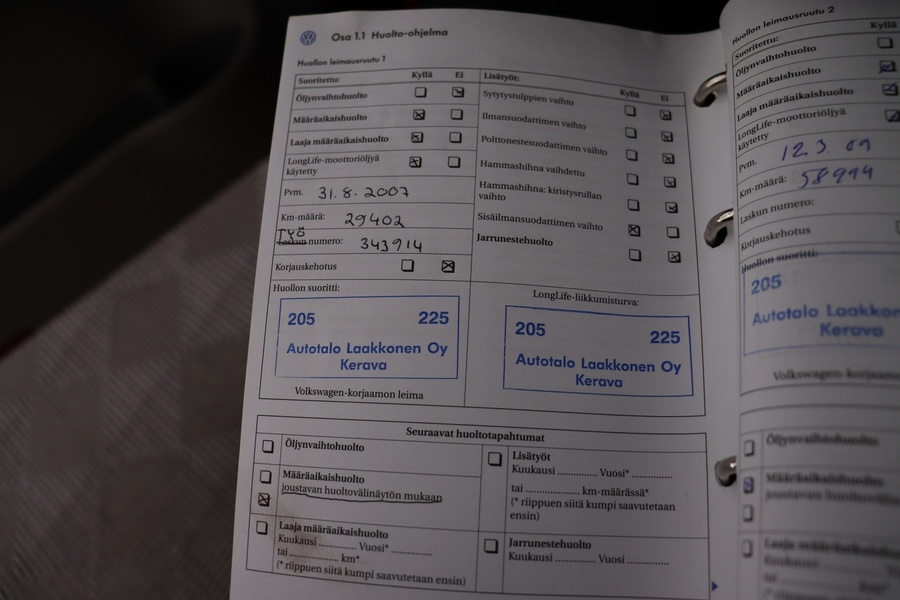 Osa 1.1 Huolto-ohjelma
Huollon leimausruutu 1
Suoritettu: Kyllä Ei
Öljynvaihtohuolto
Määräaikaishuolto
Laaja määräaikaishuolto
LongLife-moottoriöljyä
käytetty
Pvm. 31.8.2007
Km-määrä: 29402
TYÖ
Laskun numero: 343914
Korjauskehotus
Huollon suoritti:
205 225
Autotalo Laakkonen Oy
Kerava
Volkswagen-korjaamon leima
Lisätyöt: Kyllä Ei
Sytytystulppien vaihto
Ilmansuodattimen vaihto
Polttonestesuodattimen vaihto
Hammashihna vaihdettu
Hammashihna: kiristysrullan
vaihto
Sisäilmansuodattimen vaihto
Jarrunestehuolto
LongLife-liikkumisturva:
205 225
Autotalo Laakkonen Oy
Kerava
Seuraavat huoltotapahtumat
Öljynvaihtohuolto
Määräaikaishuolto
joustavan huoltovälinäytön mukaan
Laaja määräaikaishuolto
Kuukausi .............. Vuosi* ..............
tai .................. km*
(* riippuen siitä kumpi saavutetaan ensin)
Lisätyöt
Kuukausi .............. Vuosi* ..............
tai .................. km-määrässä*
(* riippuen siitä kumpi saavutetaan
ensin)
Jarrunestehuolto
Kuukausi .............. Vuosi ..............
Huollon leimausruutu 2
Suoritettu: Kyllä
Öljynvaihtohuolto
Määräaikaishuolto
Laaja määräaikaishuolto
LongLife-moottoriöljyä
käytetty
Pvm. 12.3.09
Km-määrä: 58994
Laskun numero:
Korjauskehotus
Huollon suoritti:
205
Autotalo Laakkonen
Kerava
Volkswagen-korjaamon
Öljynvaihtohuolto
Määräaikaishuolto
joustavan
Laaja